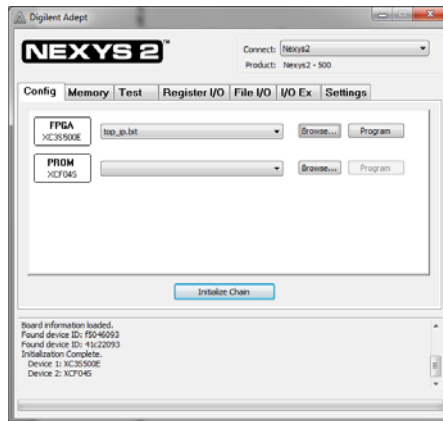 Digilent Adept
NEXYS 2™
Connect: Nexys2
Product: Nexys2 - 500
Config Memory Test Register I/O File I/O I/O Ex Settings
FPGA
XC3S500E
top_ip.bit
Browse... Program
PROM
XCF04S
Browse... Program
Initialize Chain
Board information loaded.
Found device ID: f5046093
Found device ID: 41c22093
Initialization Complete.
Device 1: XC3S500E
Device 2: XCF04S